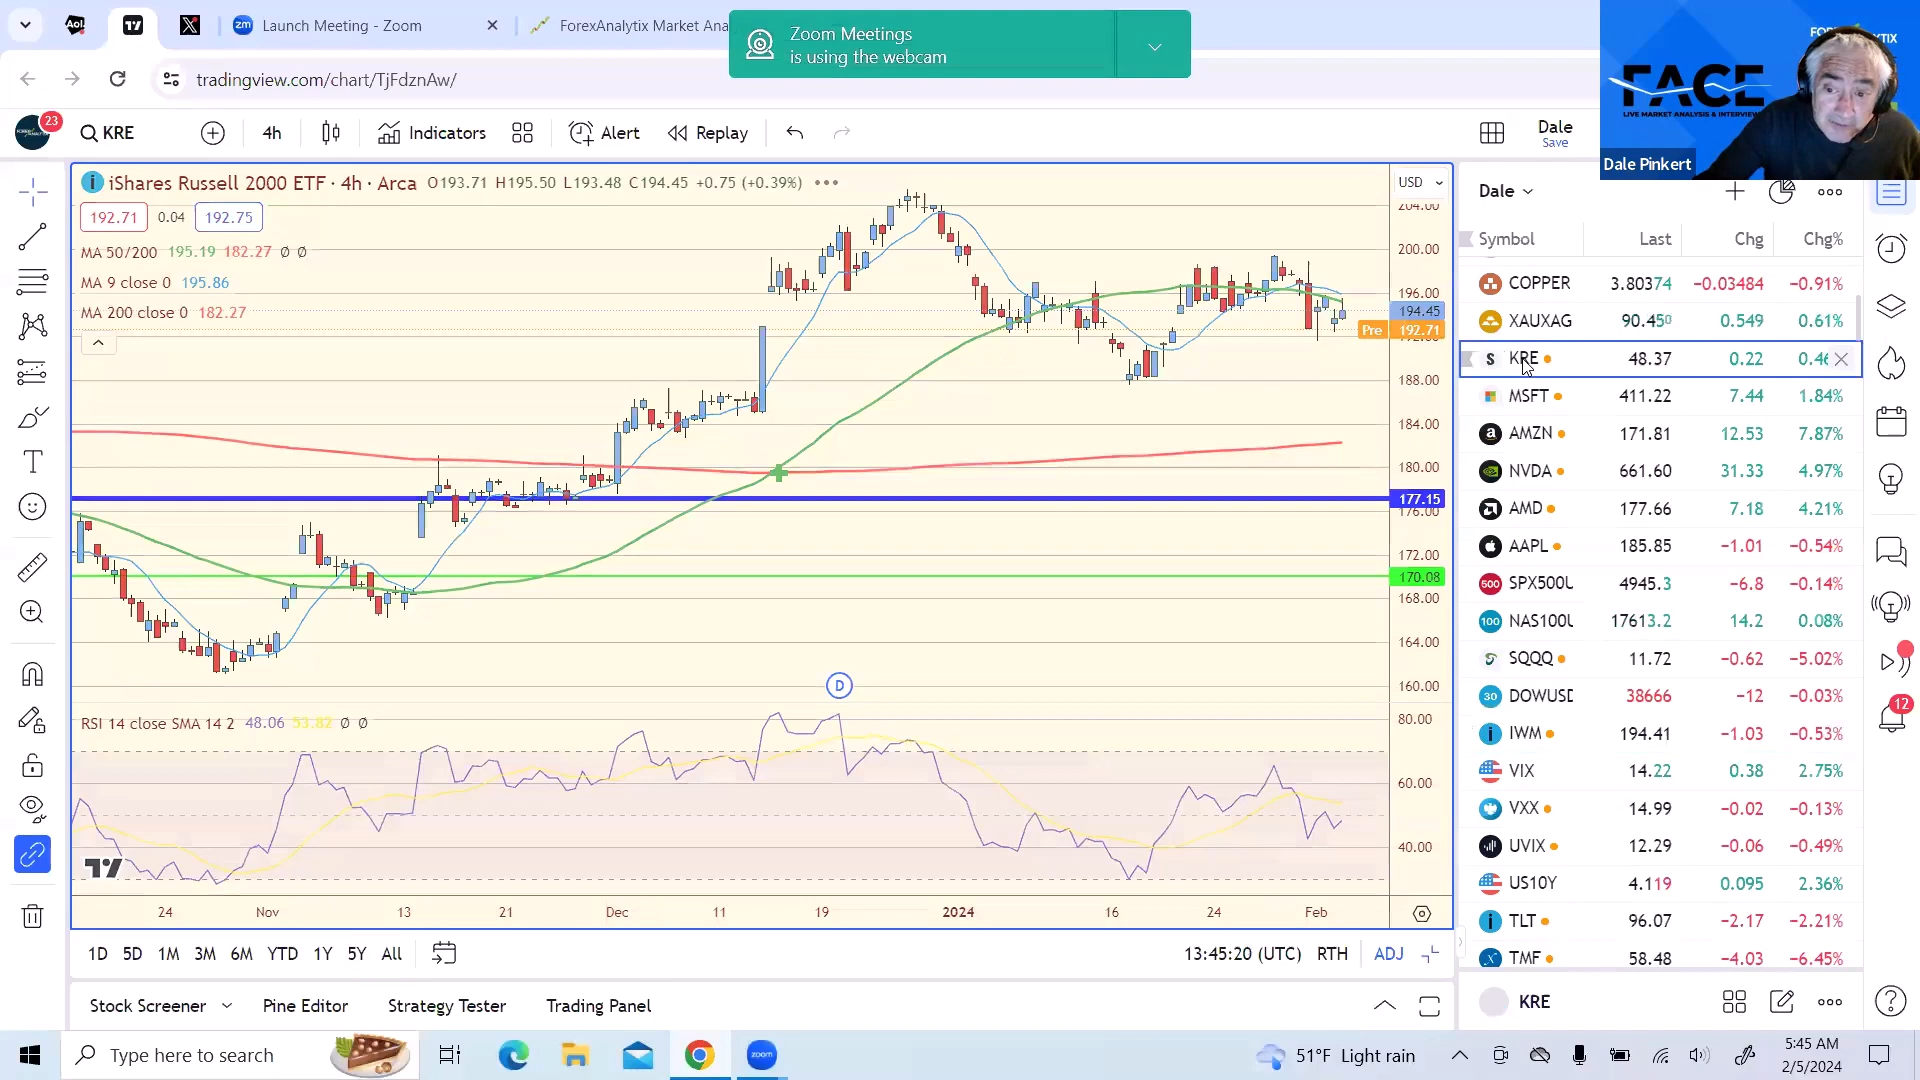 Launch Meeting - Zoom
ForexAnalytix Market Ana
Zoom Meetings
is using the webcam
tradingview.com/chart/TjFdznAw/
FACE
LIVE MARKET ANALYSIS & INTERVIEW
Dale Pinkert
23
KRE
4h
Indicators
Alert
Replay
Dale
Save
iShares Russell 2000 ETF · 4h · Arca O193.71 H195.50 L193.48 C194.45 +0.75 (+0.39%)
192.71 0.04 192.75
MA 50/200 195.19 182.27 Ø Ø
MA 9 close 0 195.86
MA 200 close 0 182.27
USD
204.00
200.00
196.00
194.45
Pre 192.71
192.00
188.00
184.00
180.00
177.15
176.00
172.00
170.08
168.00
164.00
160.00
D
RSI 14 close SMA 14 2 48.06 53.82 Ø Ø
80.00
60.00
40.00
24 Nov 13 21 Dec 11 19 2024 16 24 Feb
1D 5D 1M 3M 6M YTD 1Y 5Y All
13:45:20 (UTC) RTH ADJ
Stock Screener Pine Editor Strategy Tester Trading Panel
Dale
Symbol Last Chg Chg%
COPPER 3.80374 −0.03484 −0.91%
XAUXAG 90.450 0.549 0.61%
KRE 48.37 0.22 0.46
MSFT 411.22 7.44 1.84%
AMZN 171.81 12.53 7.87%
NVDA 661.60 31.33 4.97%
AMD 177.66 7.18 4.21%
AAPL 185.85 −1.01 −0.54%
500 SPX500U 4945.3 −6.8 −0.14%
100 NAS100U 17613.2 14.2 0.08%
SQQQ 11.72 −0.62 −5.02%
30 DOWUSD 38666 −12 −0.03%
IWM 194.41 −1.03 −0.53%
VIX 14.22 0.38 2.75%
VXX 14.99 −0.02 −0.13%
UVIX 12.29 −0.06 −0.49%
US10Y 4.119 0.095 2.36%
TLT 96.07 −2.17 −2.21%
TMF 58.48 −4.03 −6.45%
KRE
12
Type here to search
zoom
51°F Light rain
5:45 AM
2/5/2024